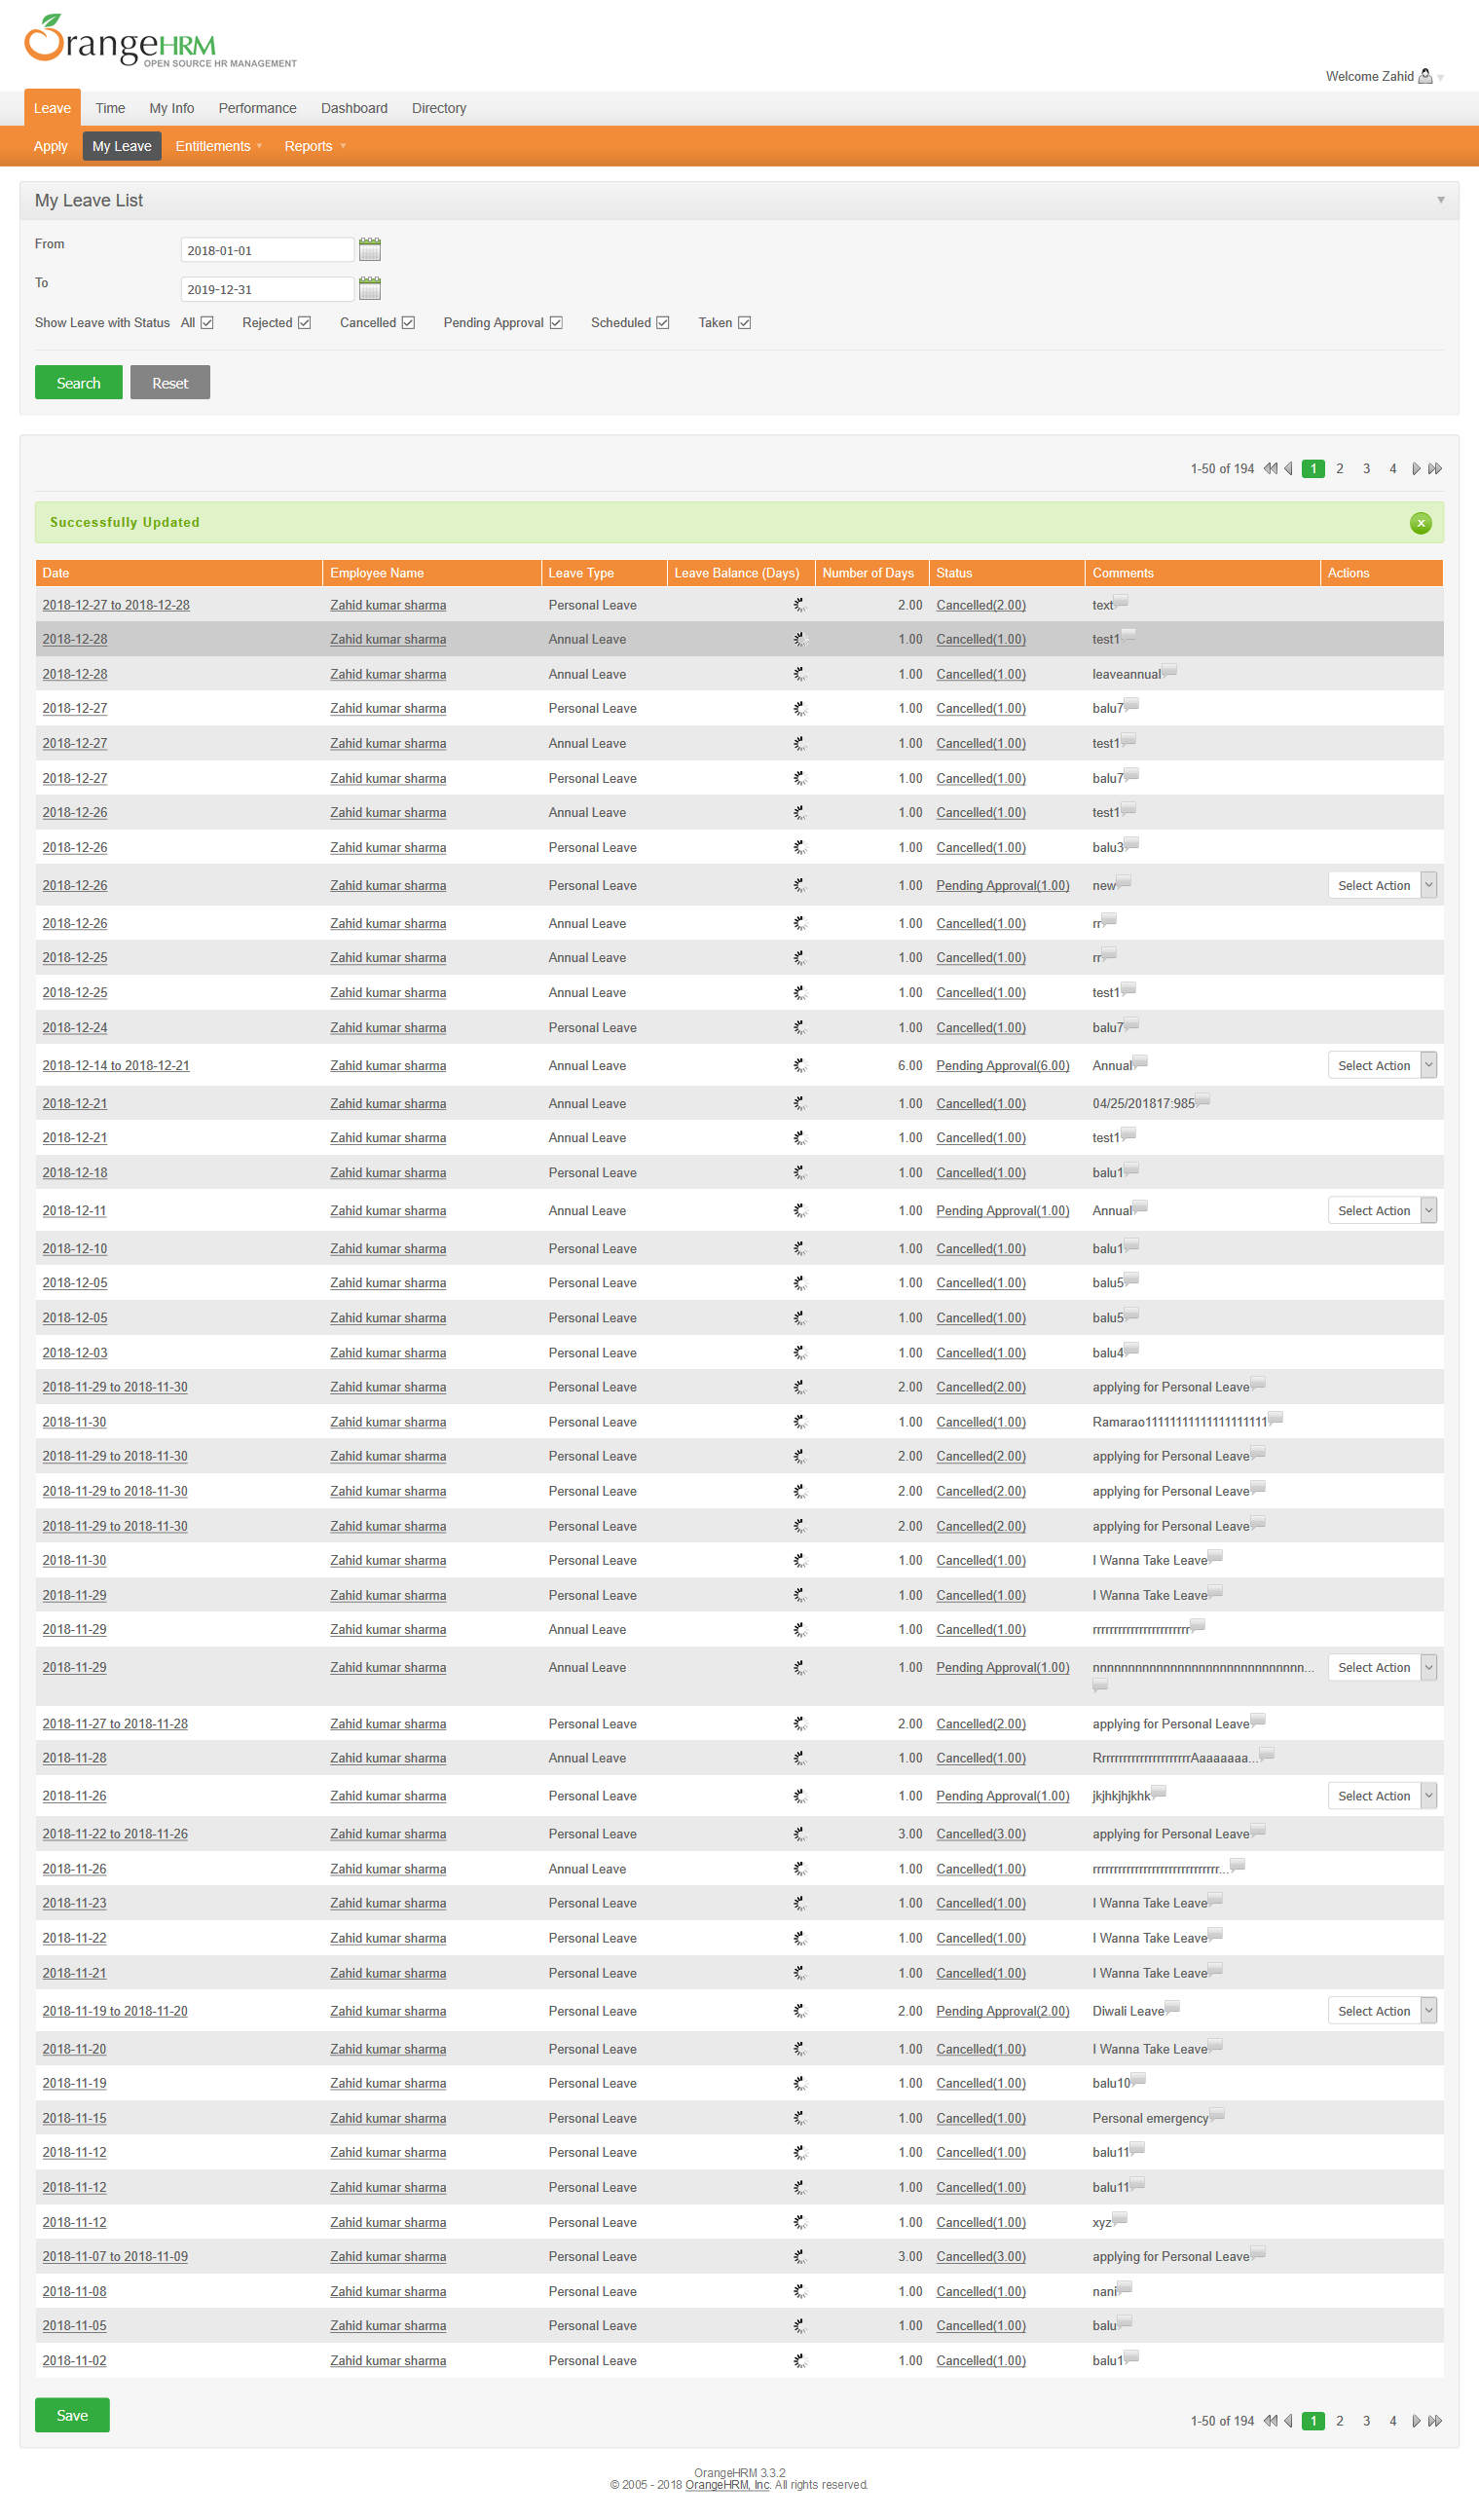 OrangeHRM
OPEN SOURCE HR MANAGEMENT
Welcome Zahid
Leave Time My Info Performance Dashboard Directory
Apply My Leave Entitlements Reports
My Leave List
From 2018-01-01
To 2019-12-31
Show Leave with Status All Rejected Cancelled Pending Approval Scheduled Taken
Search Reset
1-50 of 194 1 2 3 4
Successfully Updated
Date Employee Name Leave Type Leave Balance (Days) Number of Days Status Comments Actions
2018-12-27 to 2018-12-28 Zahid kumar sharma Personal Leave 2.00 Cancelled(2.00) text
2018-12-28 Zahid kumar sharma Annual Leave 1.00 Cancelled(1.00) test1
2018-12-28 Zahid kumar sharma Annual Leave 1.00 Cancelled(1.00) leaveannual
2018-12-27 Zahid kumar sharma Personal Leave 1.00 Cancelled(1.00) balu7
2018-12-27 Zahid kumar sharma Annual Leave 1.00 Cancelled(1.00) test1
2018-12-27 Zahid kumar sharma Personal Leave 1.00 Cancelled(1.00) balu7
2018-12-26 Zahid kumar sharma Annual Leave 1.00 Cancelled(1.00) test1
2018-12-26 Zahid kumar sharma Personal Leave 1.00 Cancelled(1.00) balu3
2018-12-26 Zahid kumar sharma Personal Leave 1.00 Pending Approval(1.00) new Select Action
2018-12-26 Zahid kumar sharma Annual Leave 1.00 Cancelled(1.00) rr
2018-12-25 Zahid kumar sharma Annual Leave 1.00 Cancelled(1.00) rr
2018-12-25 Zahid kumar sharma Annual Leave 1.00 Cancelled(1.00) test1
2018-12-24 Zahid kumar sharma Personal Leave 1.00 Cancelled(1.00) balu7
2018-12-14 to 2018-12-21 Zahid kumar sharma Annual Leave 6.00 Pending Approval(6.00) Annual Select Action
2018-12-21 Zahid kumar sharma Annual Leave 1.00 Cancelled(1.00) 04/25/201817:985
2018-12-21 Zahid kumar sharma Annual Leave 1.00 Cancelled(1.00) test1
2018-12-18 Zahid kumar sharma Personal Leave 1.00 Cancelled(1.00) balu1
2018-12-11 Zahid kumar sharma Annual Leave 1.00 Pending Approval(1.00) Annual Select Action
2018-12-10 Zahid kumar sharma Personal Leave 1.00 Cancelled(1.00) balu1
2018-12-05 Zahid kumar sharma Personal Leave 1.00 Cancelled(1.00) balu5
2018-12-05 Zahid kumar sharma Personal Leave 1.00 Cancelled(1.00) balu5
2018-12-03 Zahid kumar sharma Personal Leave 1.00 Cancelled(1.00) balu4
2018-11-29 to 2018-11-30 Zahid kumar sharma Personal Leave 2.00 Cancelled(2.00) applying for Personal Leave
2018-11-30 Zahid kumar sharma Personal Leave 1.00 Cancelled(1.00)
2018-11-29 to 2018-11-30 Zahid kumar sharma Personal Leave 2.00 Cancelled(2.00) applying for Personal Leave
2018-11-29 to 2018-11-30 Zahid kumar sharma Personal Leave 2.00 Cancelled(2.00) applying for Personal Leave
2018-11-29 to 2018-11-30 Zahid kumar sharma Personal Leave 2.00 Cancelled(2.00) applying for Personal Leave
2018-11-30 Zahid kumar sharma Personal Leave 1.00 Cancelled(1.00) I Wanna Take Leave
2018-11-29 Zahid kumar sharma Personal Leave 1.00 Cancelled(1.00) I Wanna Take Leave
2018-11-29 Zahid kumar sharma Annual Leave 1.00 Cancelled(1.00)
2018-11-29 Zahid kumar sharma Annual Leave 1.00 Pending Approval(1.00) Select Action
2018-11-27 to 2018-11-28 Zahid kumar sharma Personal Leave 2.00 Cancelled(2.00) applying for Personal Leave
2018-11-28 Zahid kumar sharma Annual Leave 1.00 Cancelled(1.00)
2018-11-26 Zahid kumar sharma Personal Leave 1.00 Pending Approval(1.00) jkjhkjhjkhk Select Action
2018-11-22 to 2018-11-26 Zahid kumar sharma Personal Leave 3.00 Cancelled(3.00) applying for Personal Leave
2018-11-26 Zahid kumar sharma Annual Leave 1.00 Cancelled(1.00)
2018-11-23 Zahid kumar sharma Personal Leave 1.00 Cancelled(1.00) I Wanna Take Leave
2018-11-22 Zahid kumar sharma Personal Leave 1.00 Cancelled(1.00) I Wanna Take Leave
2018-11-21 Zahid kumar sharma Personal Leave 1.00 Cancelled(1.00) I Wanna Take Leave
2018-11-19 to 2018-11-20 Zahid kumar sharma Personal Leave 2.00 Pending Approval(2.00) Diwali Leave Select Action
2018-11-20 Zahid kumar sharma Personal Leave 1.00 Cancelled(1.00) I Wanna Take Leave
2018-11-19 Zahid kumar sharma Personal Leave 1.00 Cancelled(1.00) balu10
2018-11-15 Zahid kumar sharma Personal Leave 1.00 Cancelled(1.00) Personal emergency
2018-11-12 Zahid kumar sharma Personal Leave 1.00 Cancelled(1.00) balu11
2018-11-12 Zahid kumar sharma Personal Leave 1.00 Cancelled(1.00) balu11
2018-11-12 Zahid kumar sharma Personal Leave 1.00 Cancelled(1.00) xyz
2018-11-07 to 2018-11-09 Zahid kumar sharma Personal Leave 3.00 Cancelled(3.00) applying for Personal Leave
2018-11-08 Zahid kumar sharma Personal Leave 1.00 Cancelled(1.00) nani
2018-11-05 Zahid kumar sharma Personal Leave 1.00 Cancelled(1.00) balu
2018-11-02 Zahid kumar sharma Personal Leave 1.00 Cancelled(1.00) balu1
Save
1-50 of 194 1 2 3 4
OrangeHRM 3.3.2
© 2005 - 2018 OrangeHRM, Inc. All rights reserved.